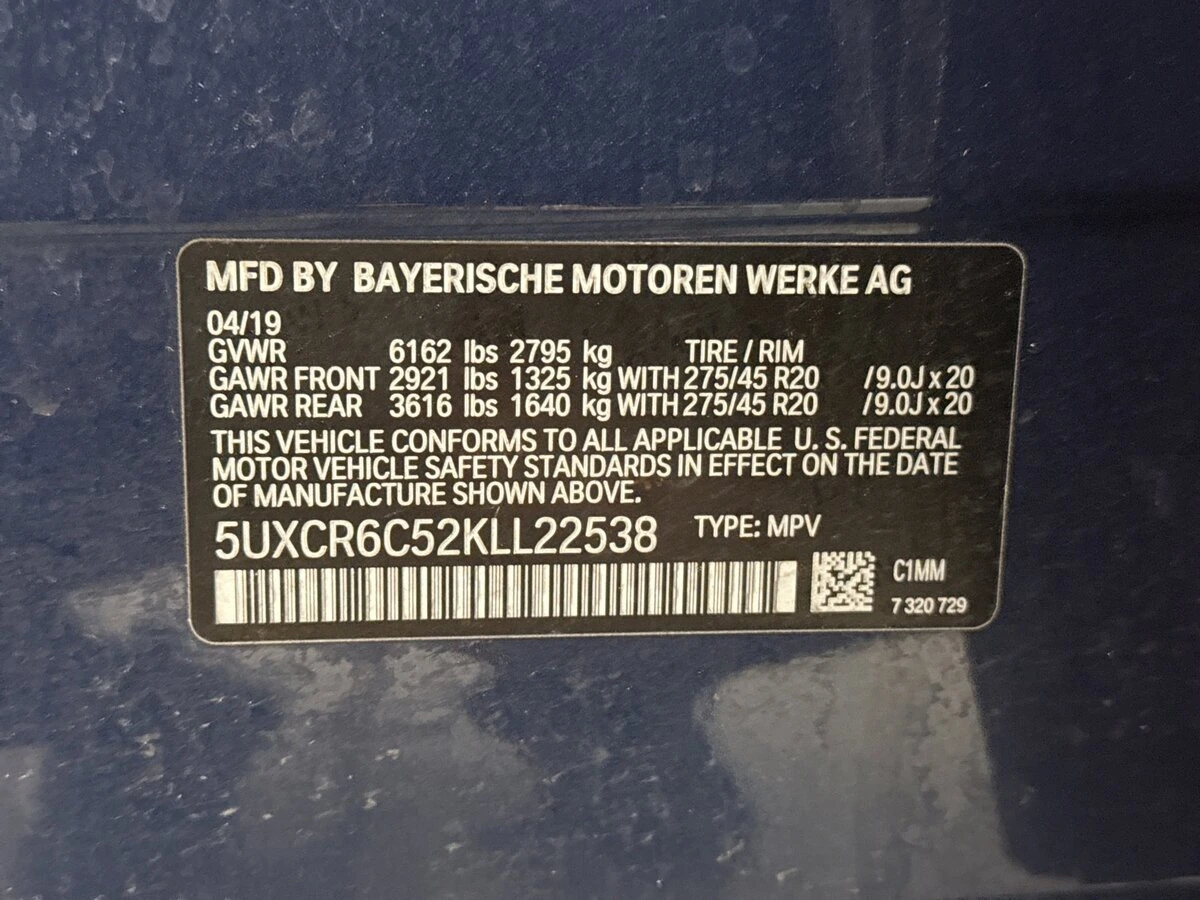 MFD BY BAYERISCHE MOTOREN WERKE AG
04/19
GVWR 6162 lbs 2795 kg TIRE / RIM
GAWR FRONT 2921 lbs 1325 kg WITH 275/45 R20 /9.0J x 20
GAWR REAR 3616 lbs 1640 kg WITH 275/45 R20 /9.0J x 20
THIS VEHICLE CONFORMS TO ALL APPLICABLE U. S. FEDERAL
MOTOR VEHICLE SAFETY STANDARDS IN EFFECT ON THE DATE
OF MANUFACTURE SHOWN ABOVE.
5UXCR6C52KLL22538 TYPE: MPV
C1MM
7 320 729